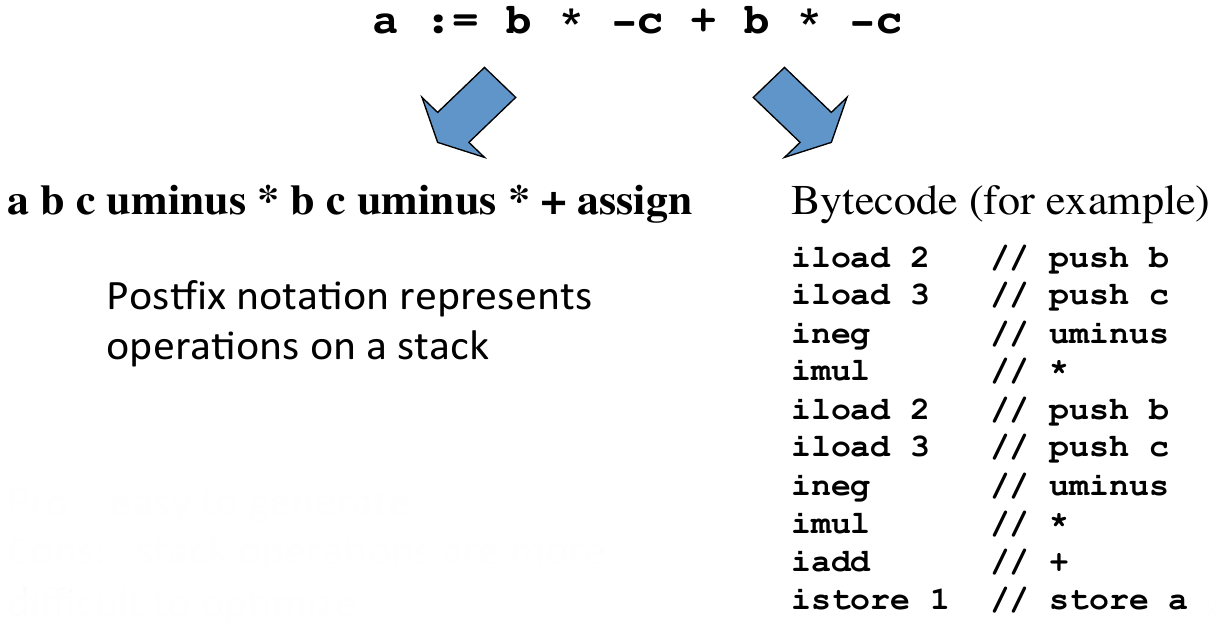 a := b * -c + b * -c
a b c uminus * b c uminus * + assign
Postfix notation represents
operations on a stack
Bytecode (for example)
iload 2 // push b
iload 3 // push c
ineg // uminus
imul // *
iload 2 // push b
iload 3 // push c
ineg // uminus
imul // *
iadd // +
istore 1 // store a